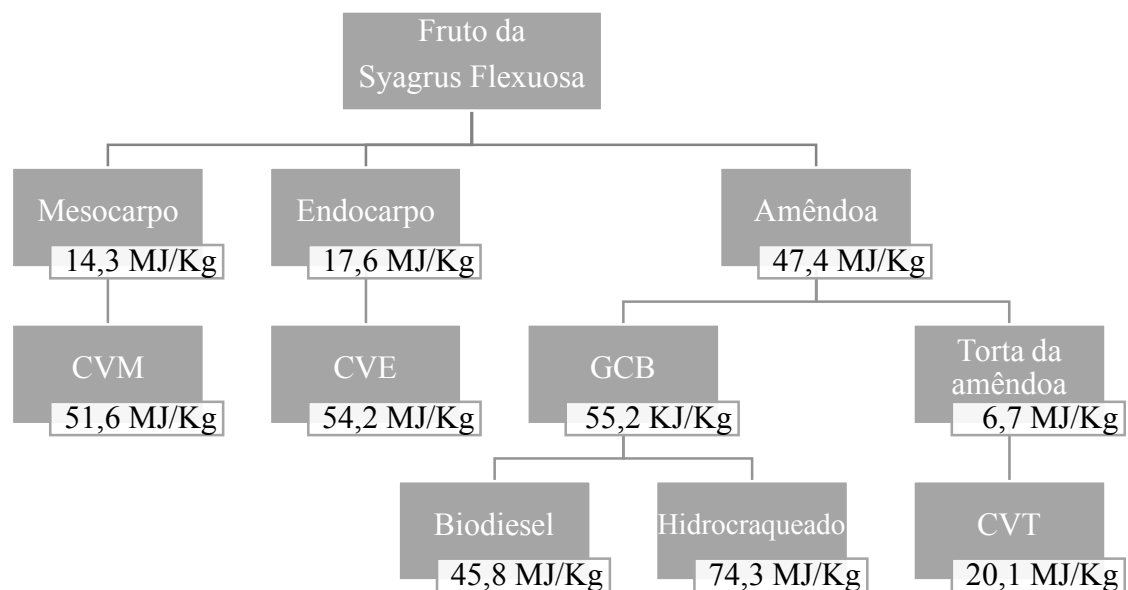 Fruto da
Syagrus Flexuosa
Mesocarpo
14,3 MJ/Kg
Endocarpo
17,6 MJ/Kg
Amêndoa
47,4 MJ/Kg
CVM
51,6 MJ/Kg
CVE
54,2 MJ/Kg
GCB
55,2 KJ/Kg
Torta da
amêndoa
6,7 MJ/Kg
Biodiesel
45,8 MJ/Kg
Hidrocraqueado
74,3 MJ/Kg
CVT
20,1 MJ/Kg